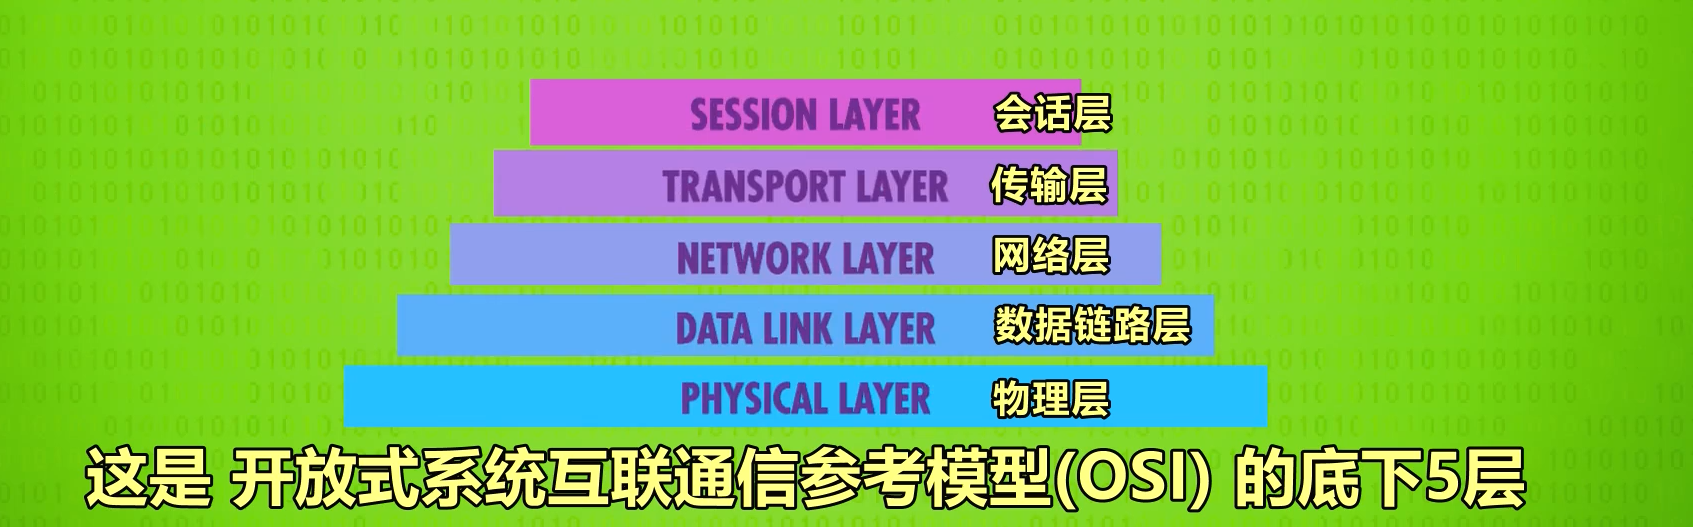 SESSION LAYER 会话层
TRANSPORT LAYER 传输层
NETWORK LAYER 网络层
DATA LINK LAYER 数据链路层
PHYSICAL LAYER 物理层
这是 开放式系统互联通信参考模型(OSI) 的底下5层